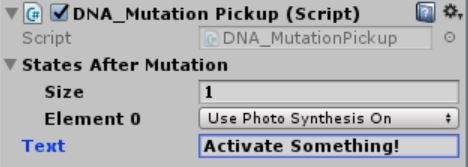 DNA_Mutation Pickup (Script)
Script DNA_MutationPickup
States After Mutation
Size 1
Element 0 Use Photo Synthesis On
Text Activate Something!